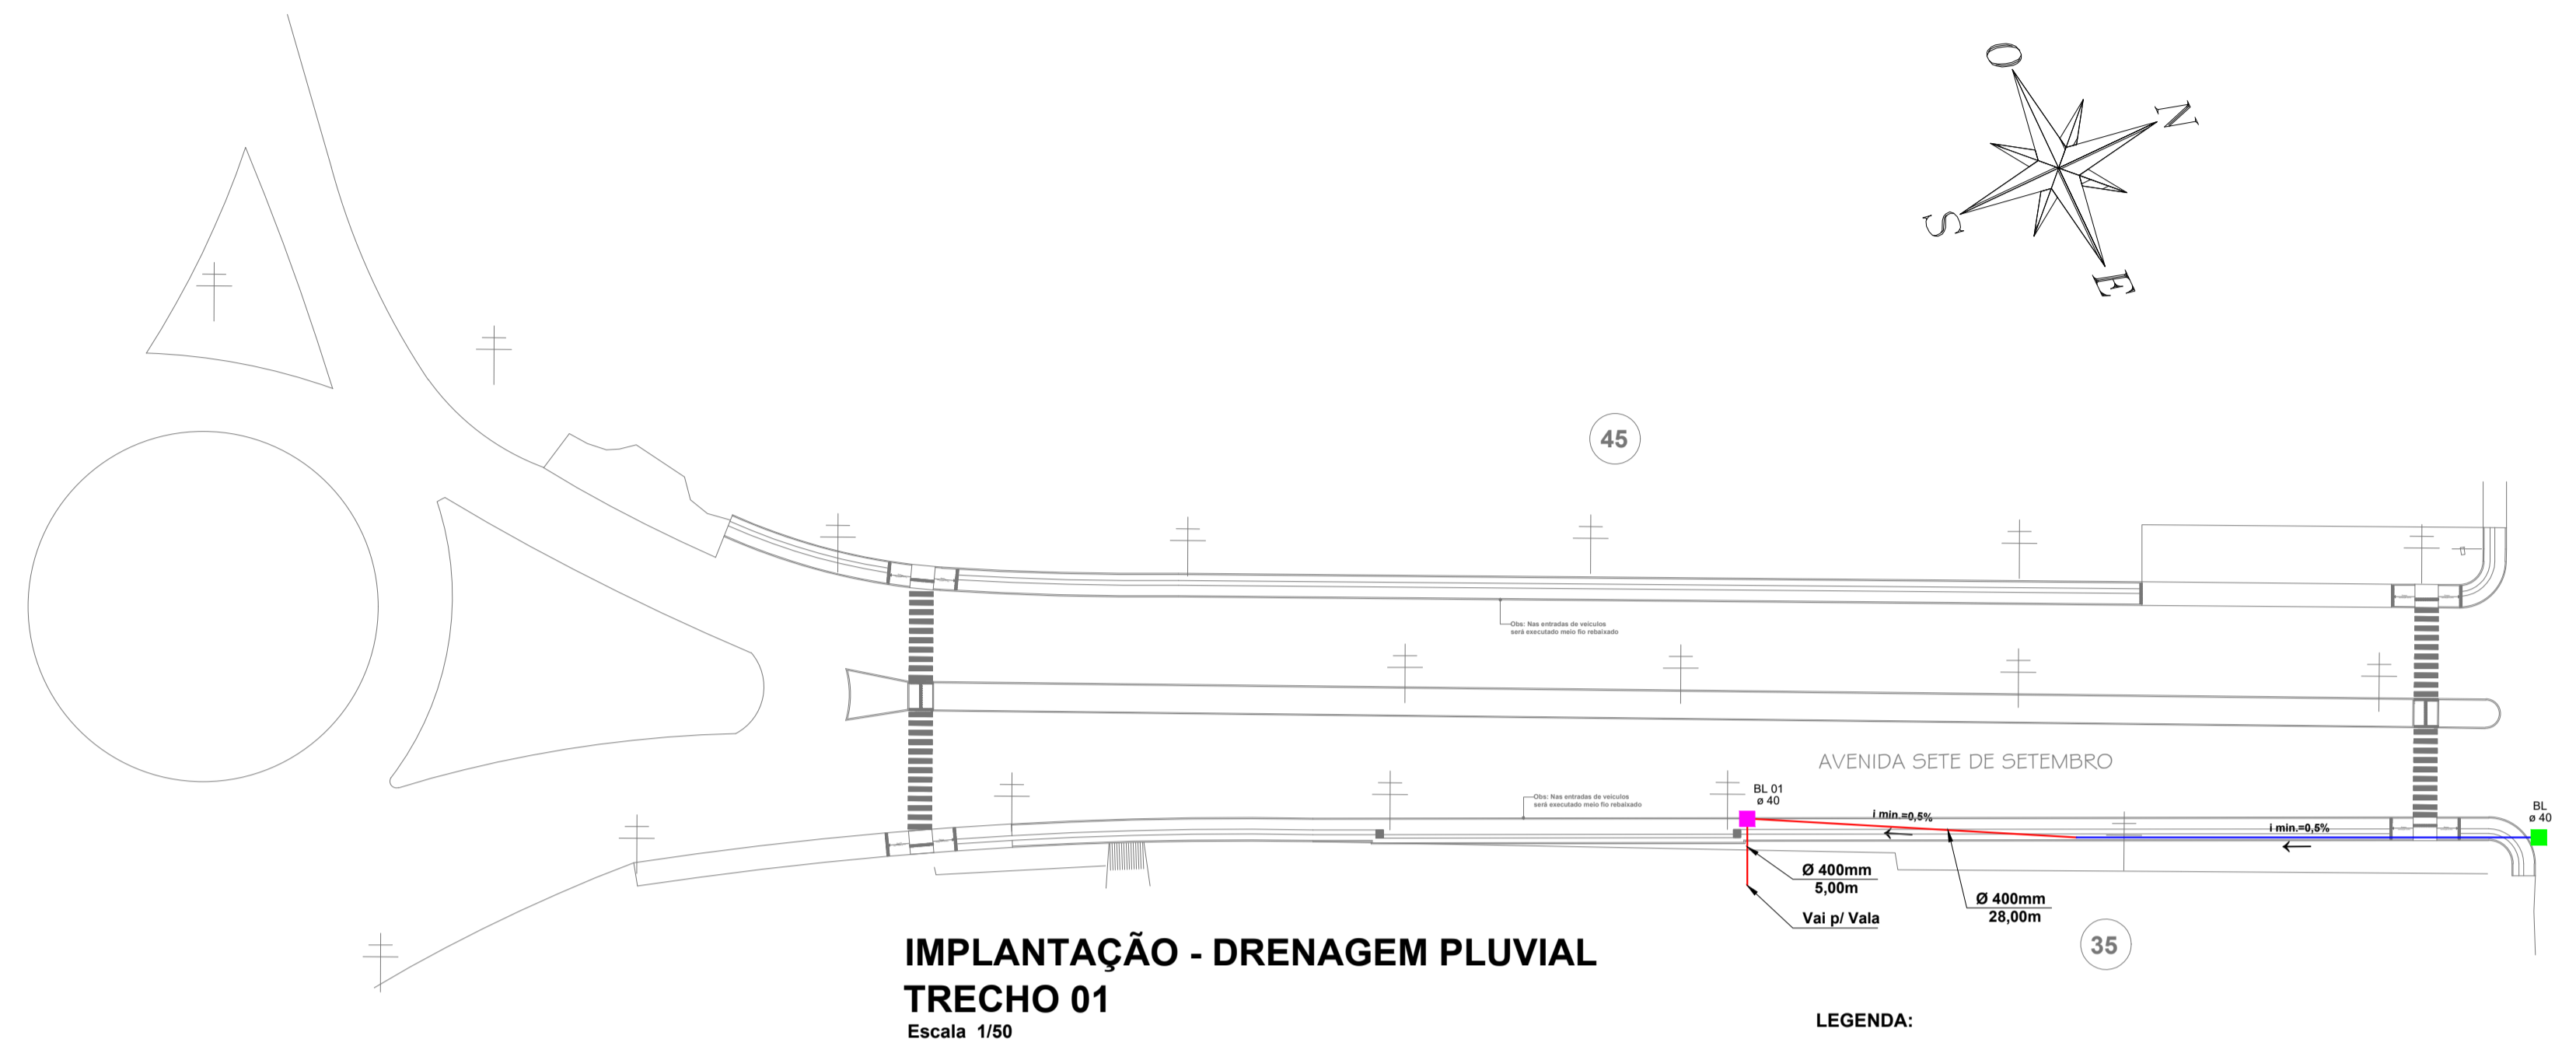 O
N
S
E
45
Obs: Nas entradas de veículos
será executado meio fio rebaixado
AVENIDA SETE DE SETEMBRO
Obs: Nas entradas de veículos
será executado meio fio rebaixado
BL 01
ø 40
i min.=0,5%
i min.=0,5%
BL
ø 40
Ø 400mm
5,00m
Vai p/ Vala
Ø 400mm
28,00m
35
IMPLANTAÇÃO - DRENAGEM PLUVIAL
TRECHO 01
Escala 1/50
LEGENDA: